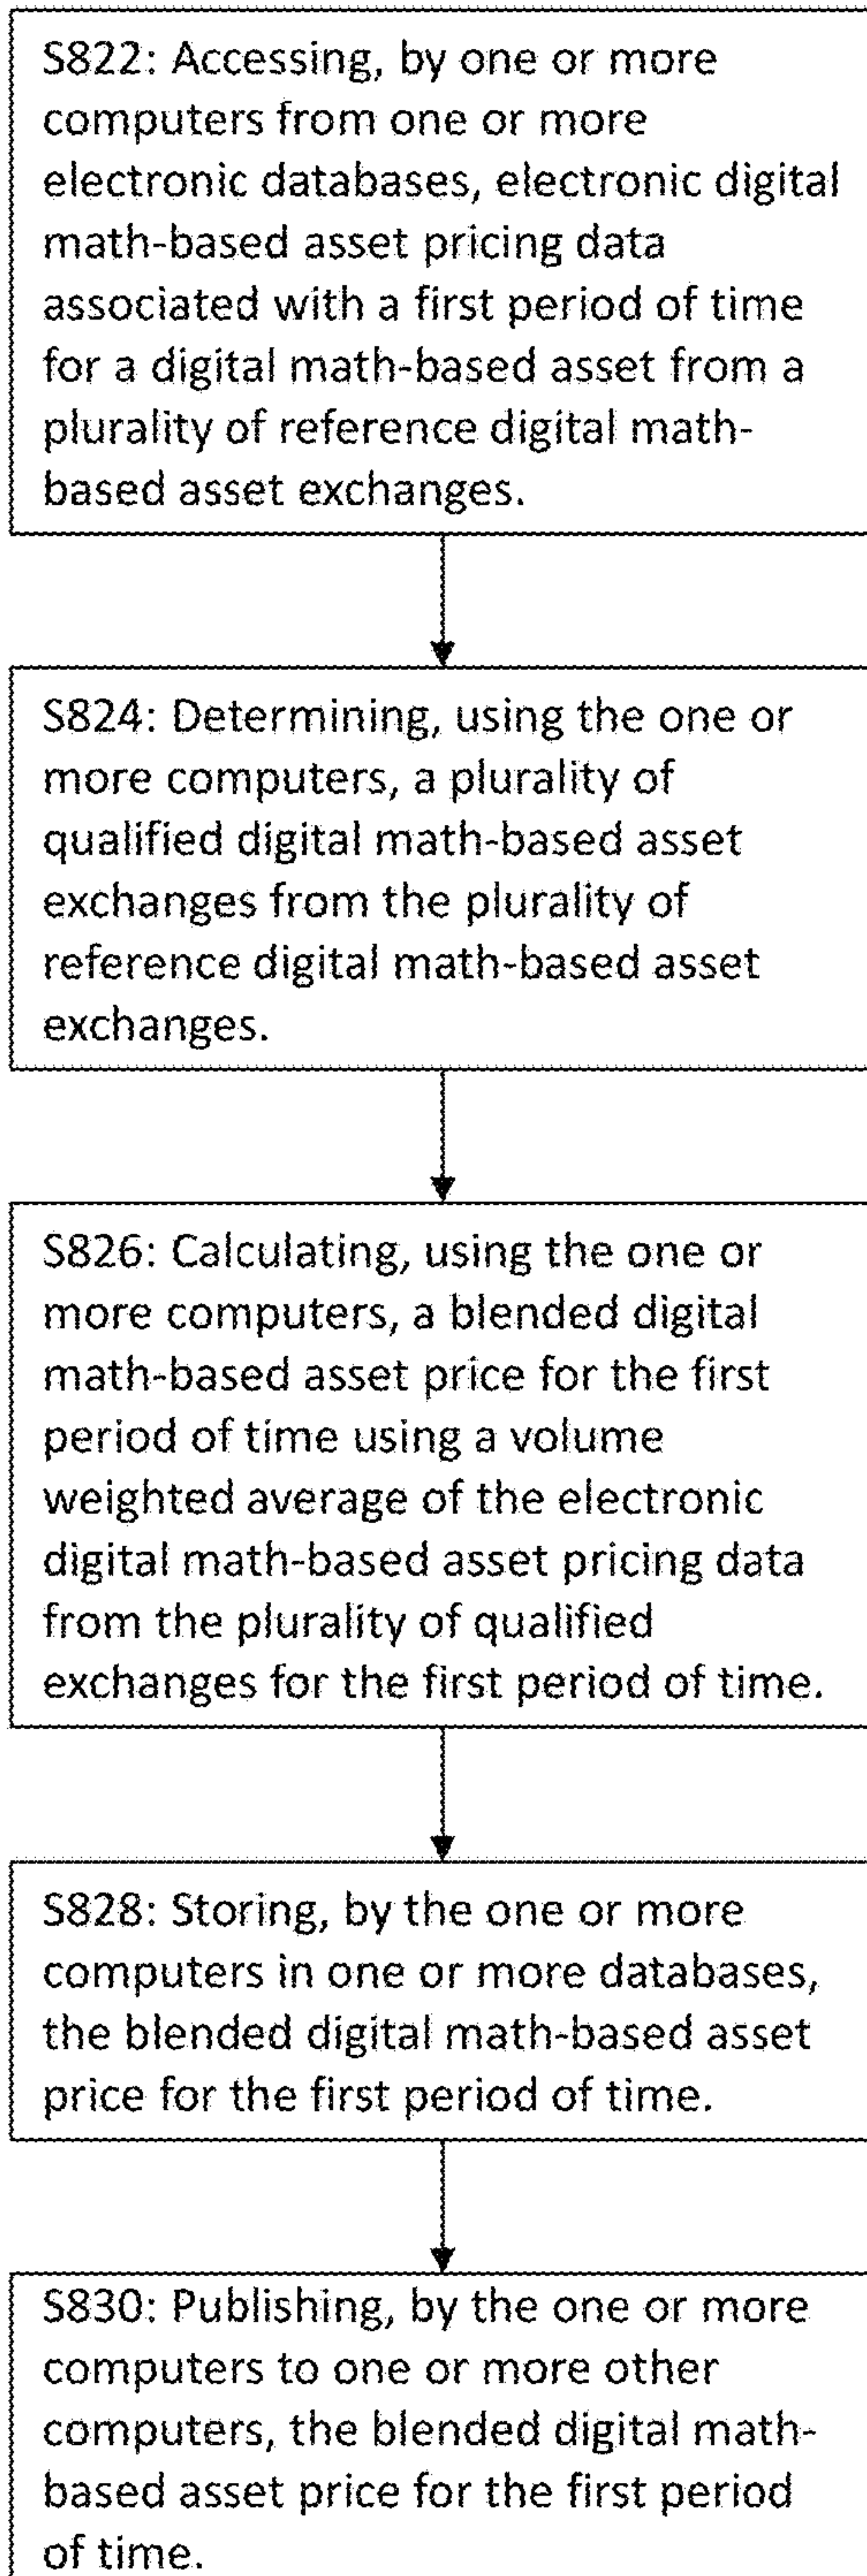 S822: Accessing, by one or more
computers from one or more
electronic databases, electronic digital
math-based asset pricing data
associated with a first period of time
for a digital math-based asset from a
plurality of reference digital math-
based asset exchanges.
S824: Determining, using the one or
more computers, a plurality of
qualified digital math-based asset
exchanges from the plurality of
reference digital math-based asset
exchanges.
S826: Calculating, using the one or
more computers, a blended digital
math-based asset price for the first
period of time using a volume
weighted average of the electronic
digital math-based asset pricing data
from the plurality of qualified
exchanges for the first period of time.
S828: Storing, by the one or more
computers in one or more databases,
the blended digital math-based asset
price for the first period of time.
S830: Publishing, by the one or more
computers to one or more other
computers, the blended digital math-
based asset price for the first period
of time.